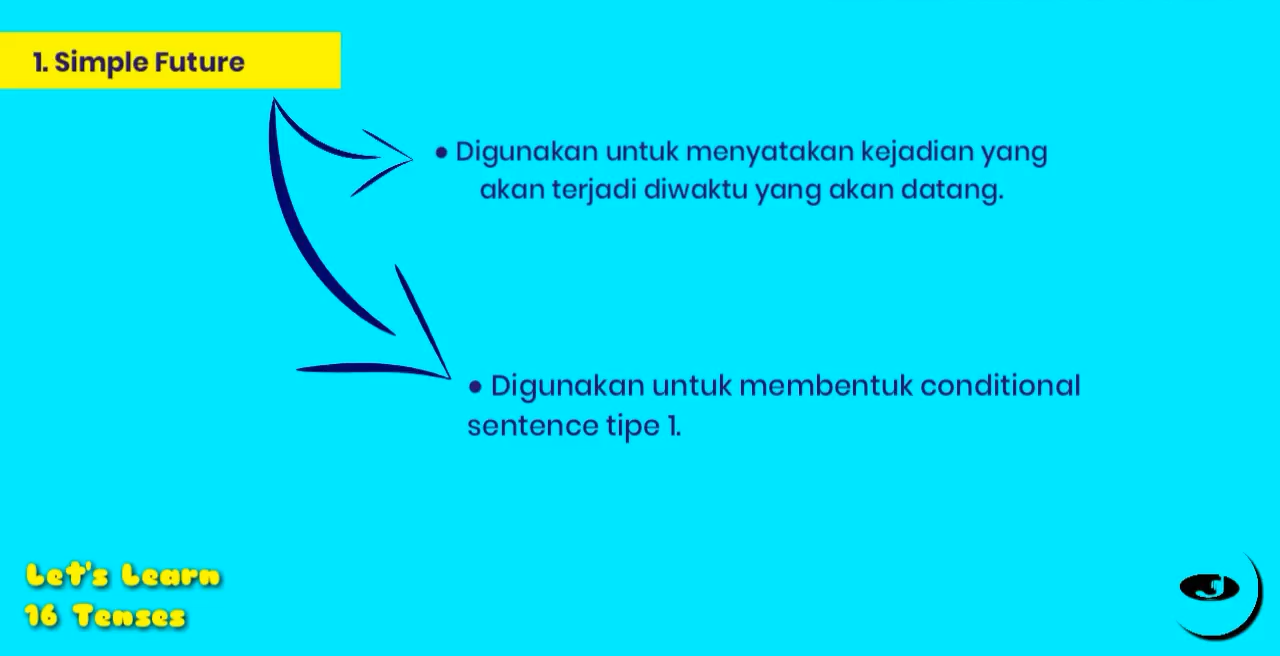 1. Simple Future
● Digunakan untuk menyatakan kejadian yang
akan terjadi diwaktu yang akan datang.
● Digunakan untuk membentuk conditional
sentence tipe 1.
Let's Learn
16 Tenses
J